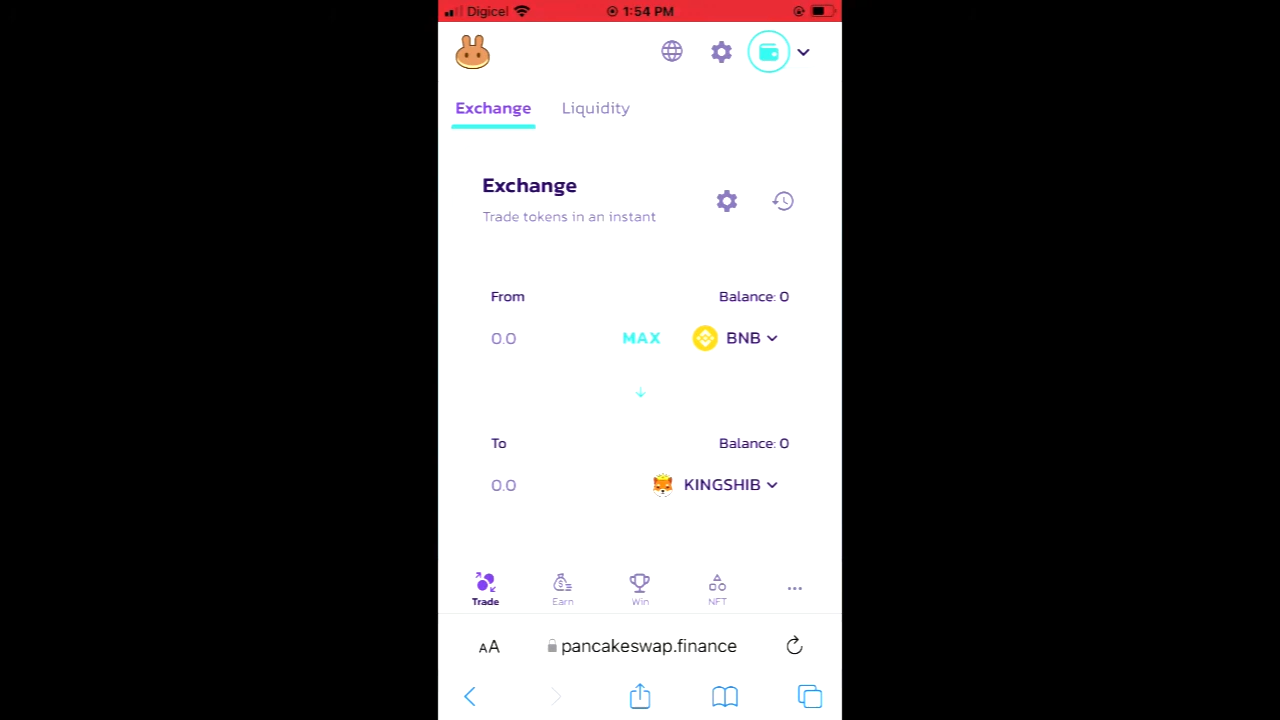 Digicel 1:54 PM
Exchange Liquidity
Exchange
Trade tokens in an instant
From Balance: 0
0.0 MAX BNB
To Balance: 0
0.0 KINGSHIB
Trade Earn Win NFT
AA pancakeswap.finance